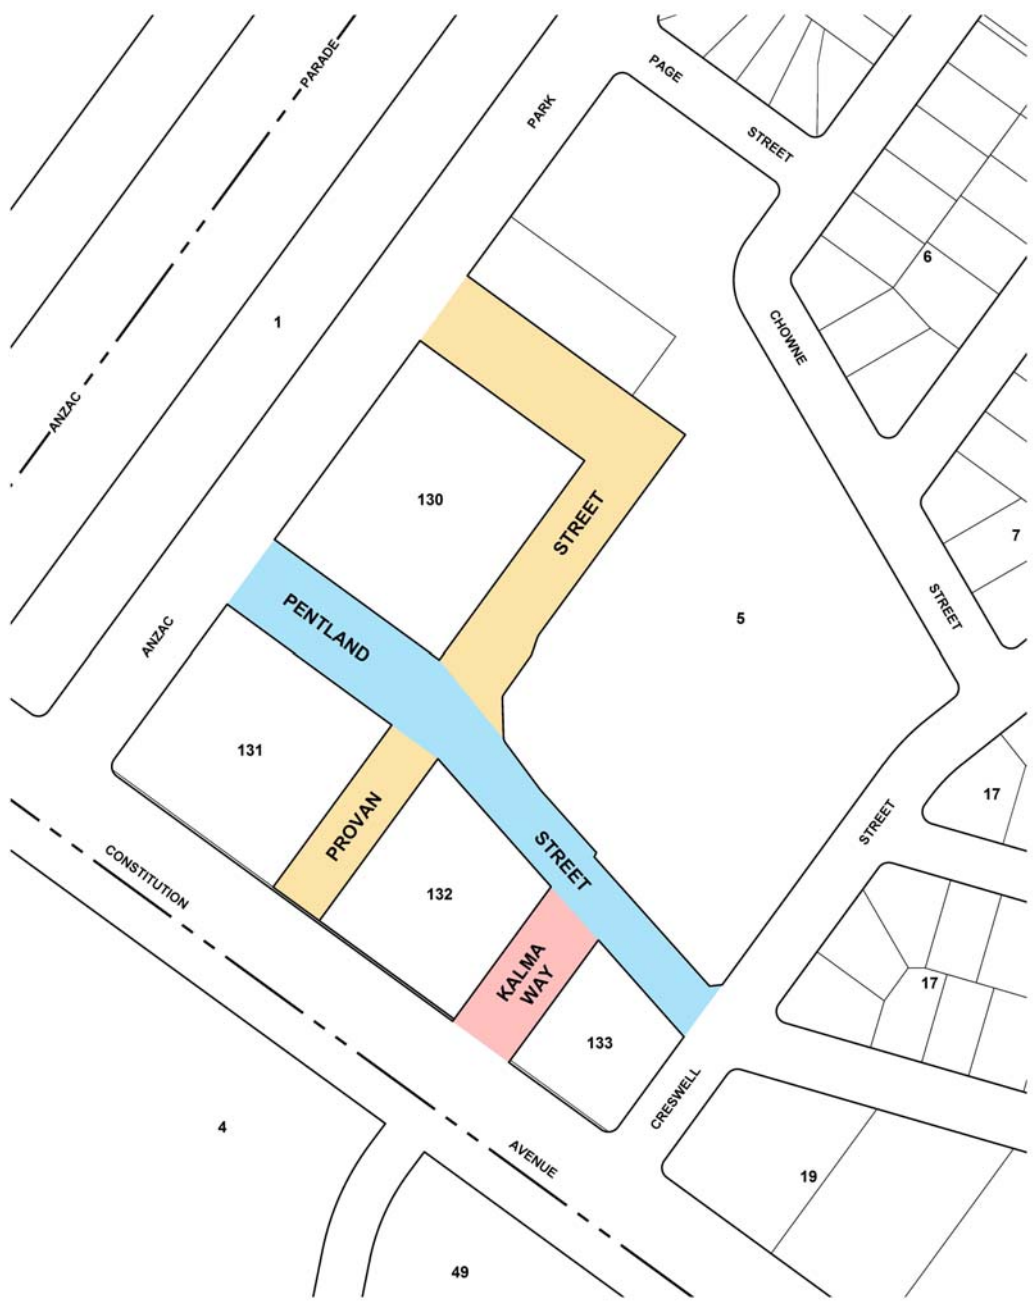 PARADE
PAGE
PARK
STREET
6
1
CHOWNE
ANZAC
130
STREET
7
STREET
5
PENTLAND
ANZAC
131
17
PROVAN
STREET
STREET
CONSTITUTION
132
KALMA
WAY
17
133
CRESWELL
4
AVENUE
19
49